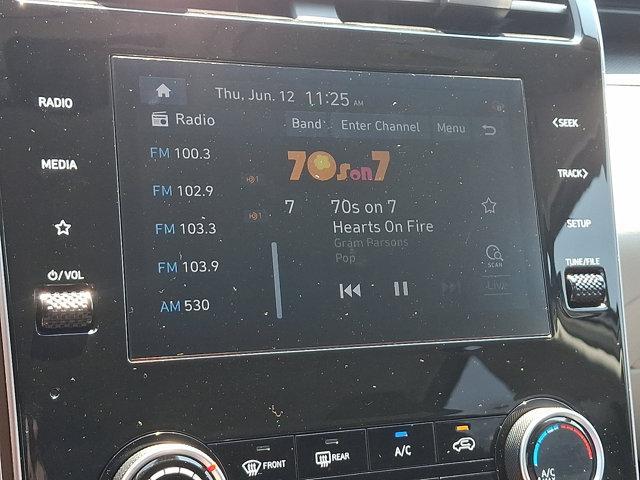 Thu, Jun. 12 11:25 AM
RADIO
Radio
Band Enter Channel Menu
< SEEK
FM 100.3
70s on 7
MEDIA
TRACK >
FM 102.9
7 70s on 7
FM 103.3
Hearts On Fire
SETUP
Gram Parsons
Pop
SCAN
FM 103.9
/VOL
TUNE/FILE
Live
AM 530
FRONT
REAR
A/C
A/C
MAX